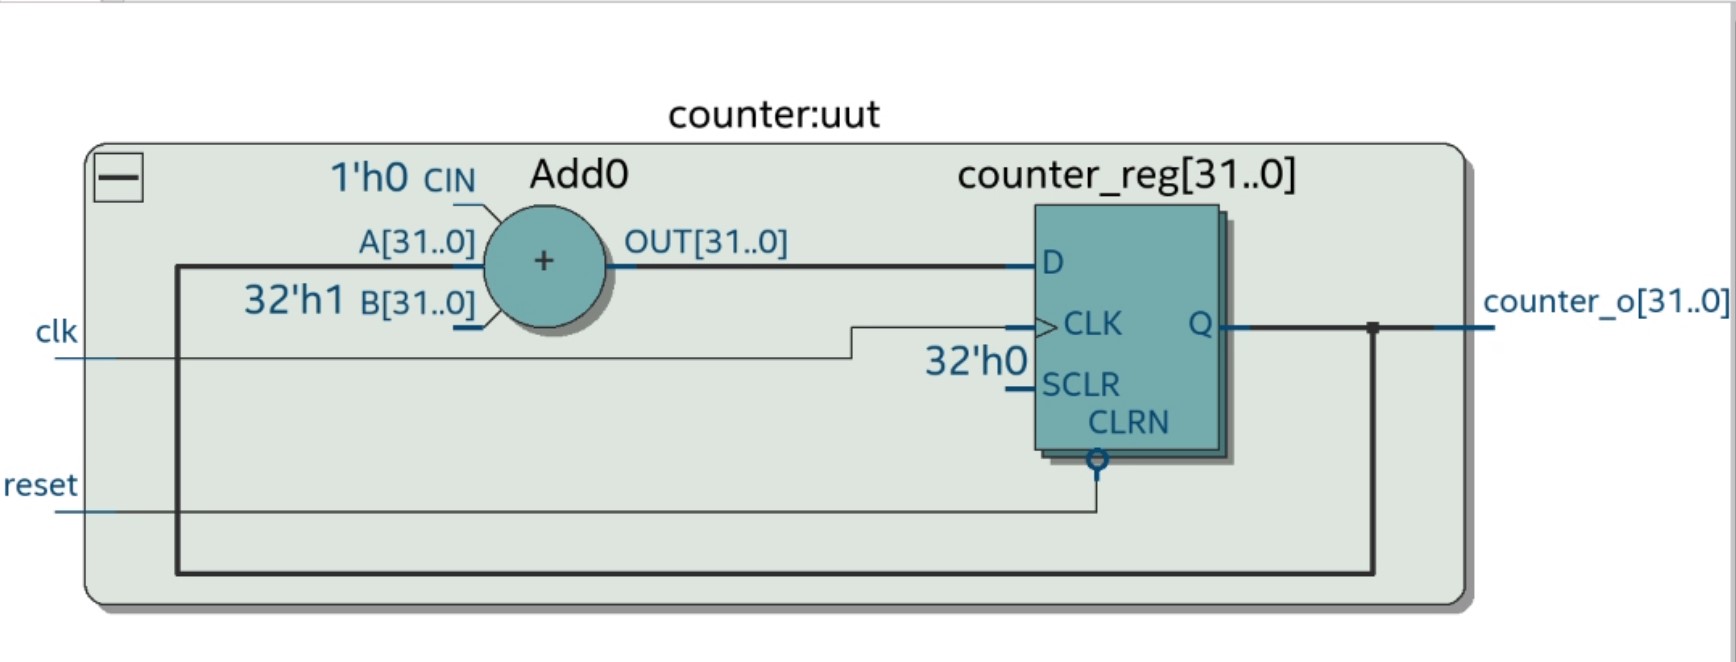 counter:uut
1'h0 CIN
Add0
counter_reg[31..0]
A[31..0]
+
OUT[31..0]
D
32'h1 B[31..0]
counter_o[31..0]
clk
CLK
Q
32'h0
SCLR
CLRN
reset